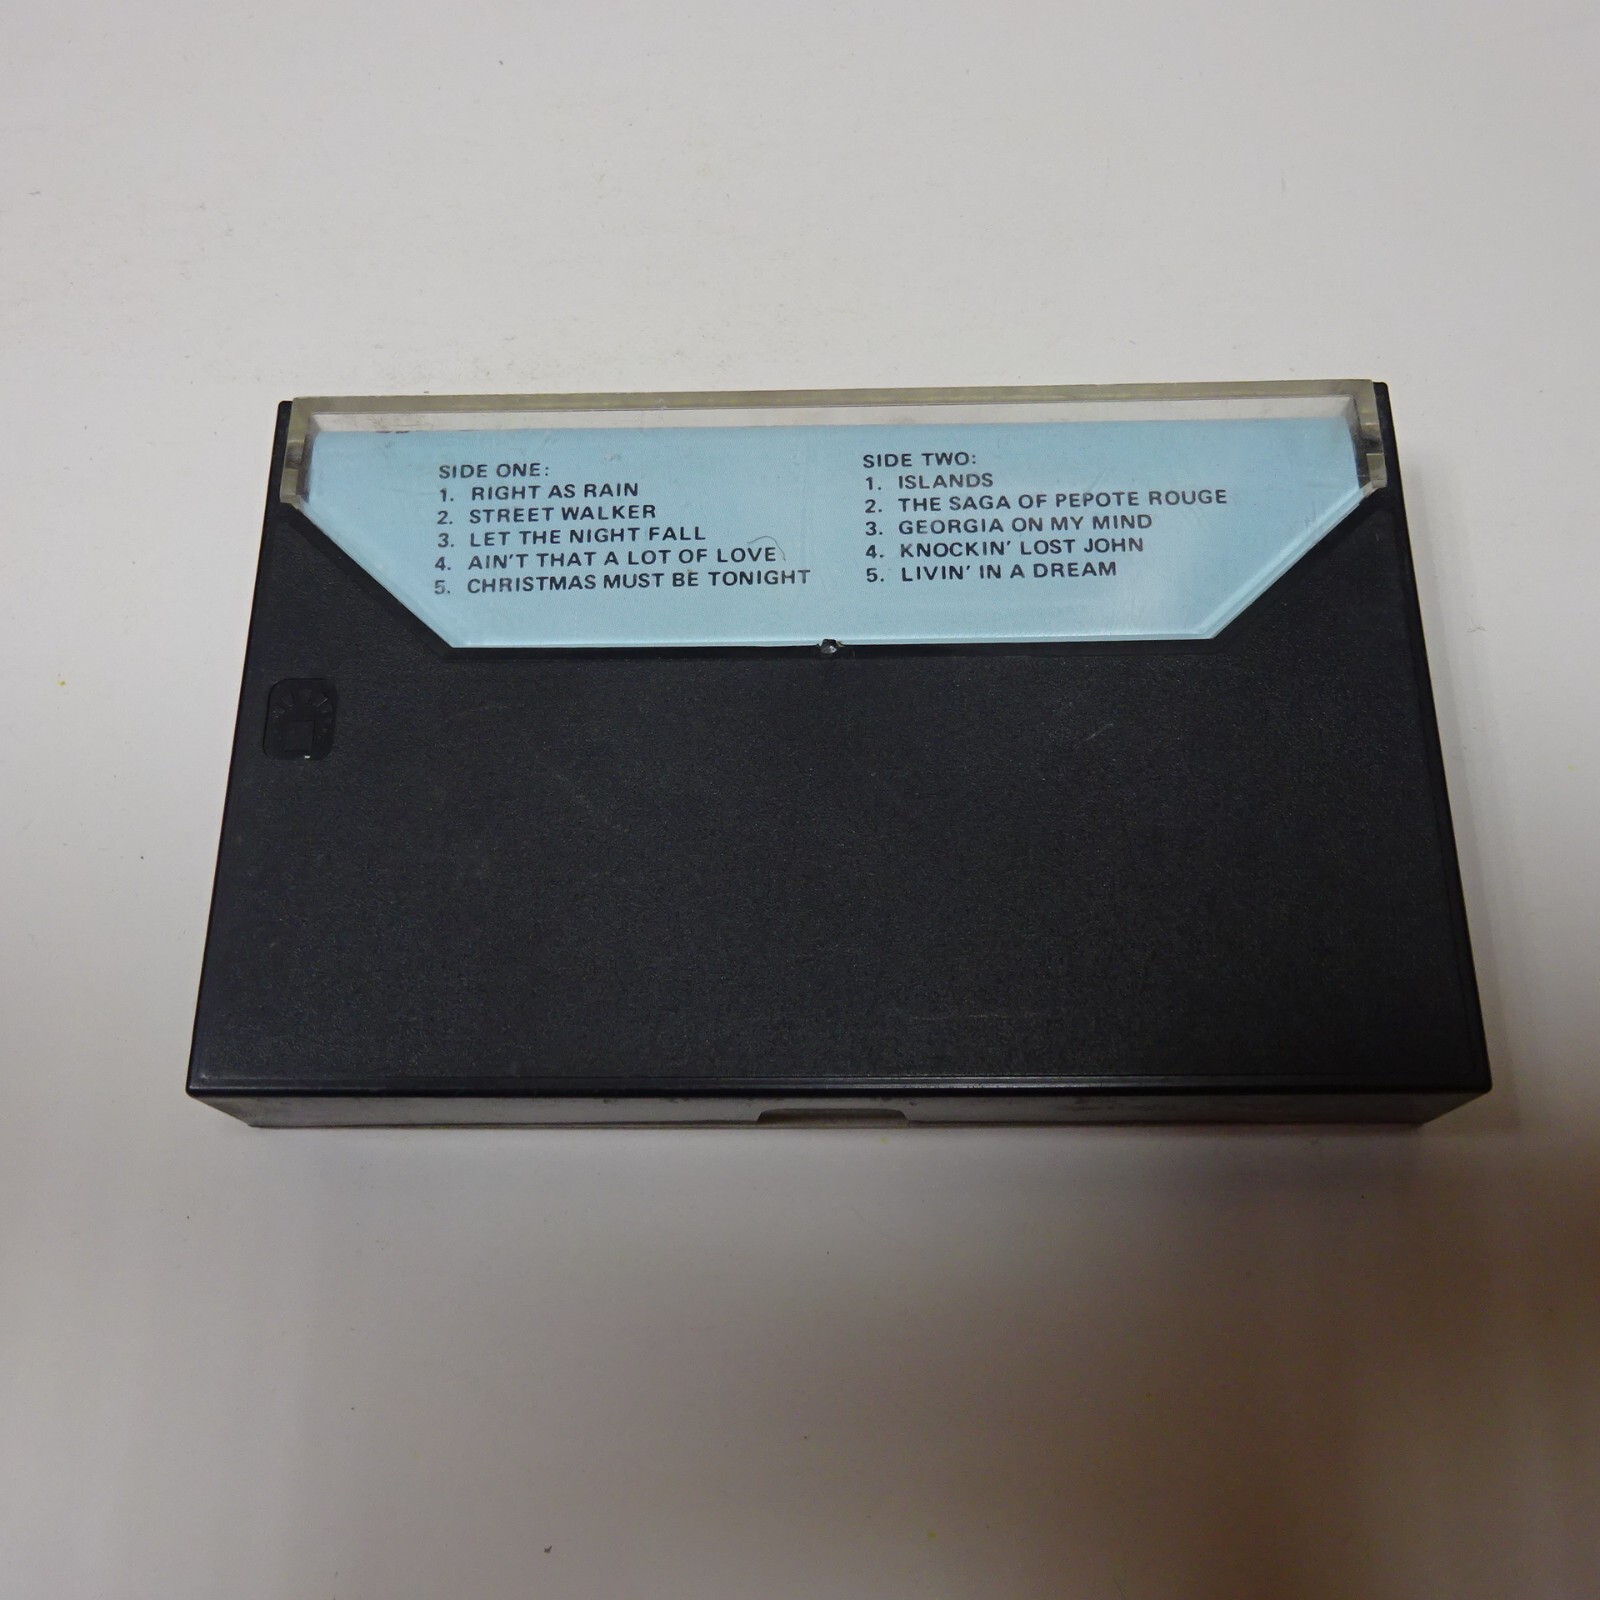 SIDE ONE:
1. RIGHT AS RAIN
2. STREET WALKER
3. LET THE NIGHT FALL
4. AIN'T THAT A LOT OF LOVE
5. CHRISTMAS MUST BE TONIGHT
SIDE TWO:
1. ISLANDS
2. THE SAGA OF PEPOTE ROUGE
3. GEORGIA ON MY MIND
4. KNOCKIN' LOST JOHN
5. LIVIN' IN A DREAM